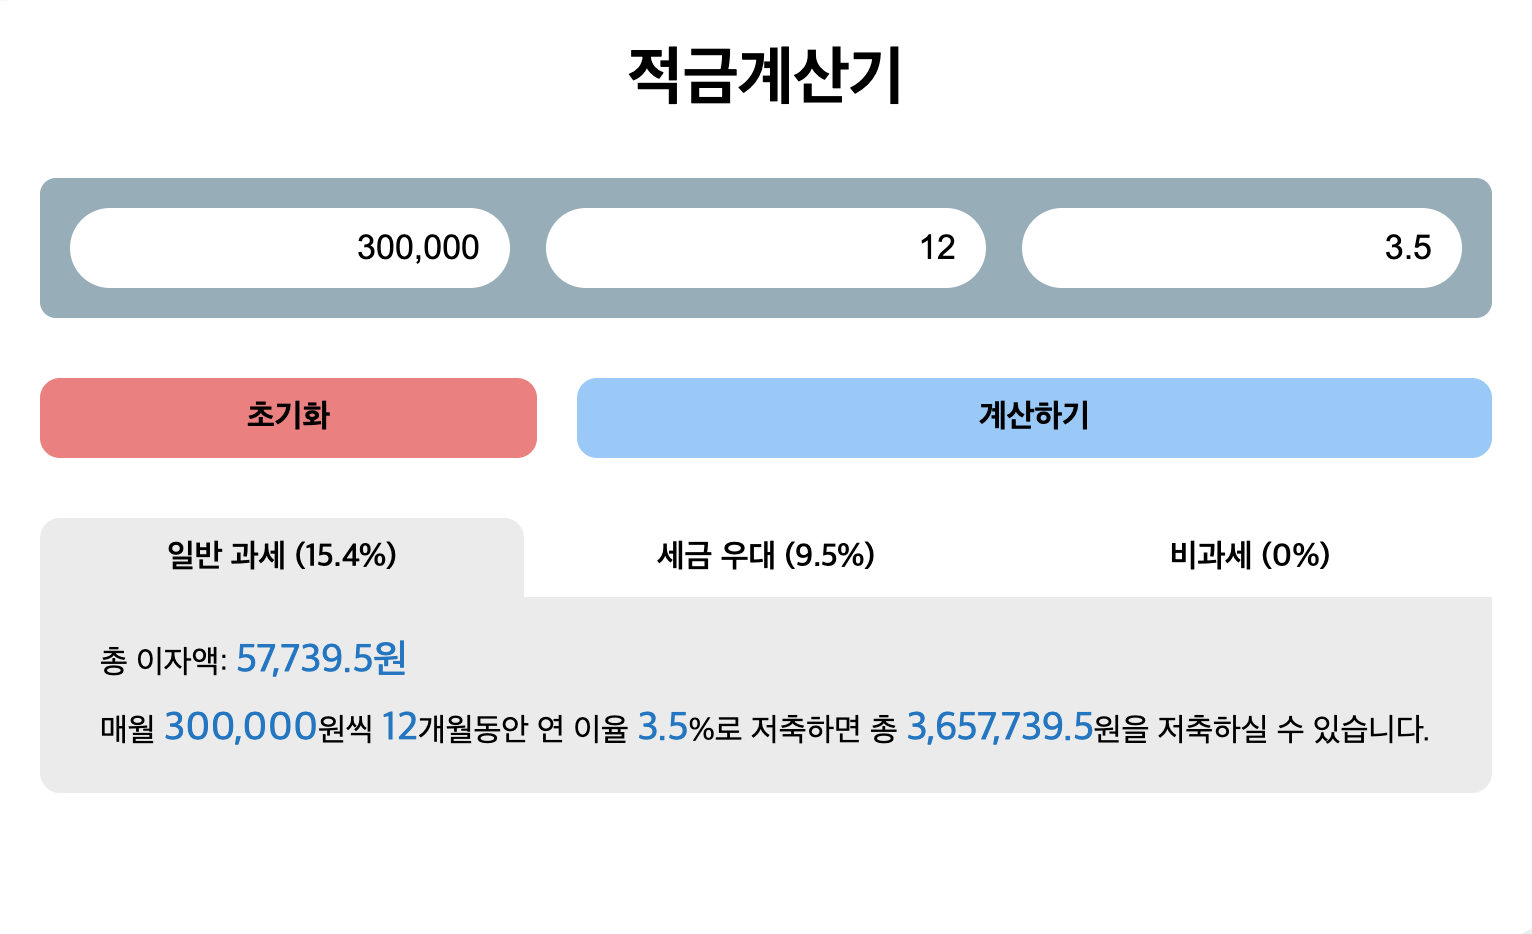 적금계산기
300,000 12 3.5
초기화 계산하기
일반 과세 (15.4%) 세금 우대 (9.5%) 비과세 (0%)
총 이자액: 57,739.5원
매월 300,000원씩 12개월동안 연 이율 3.5%로 저축하면 총 3,657,739.5원을 저축하실 수 있습니다.